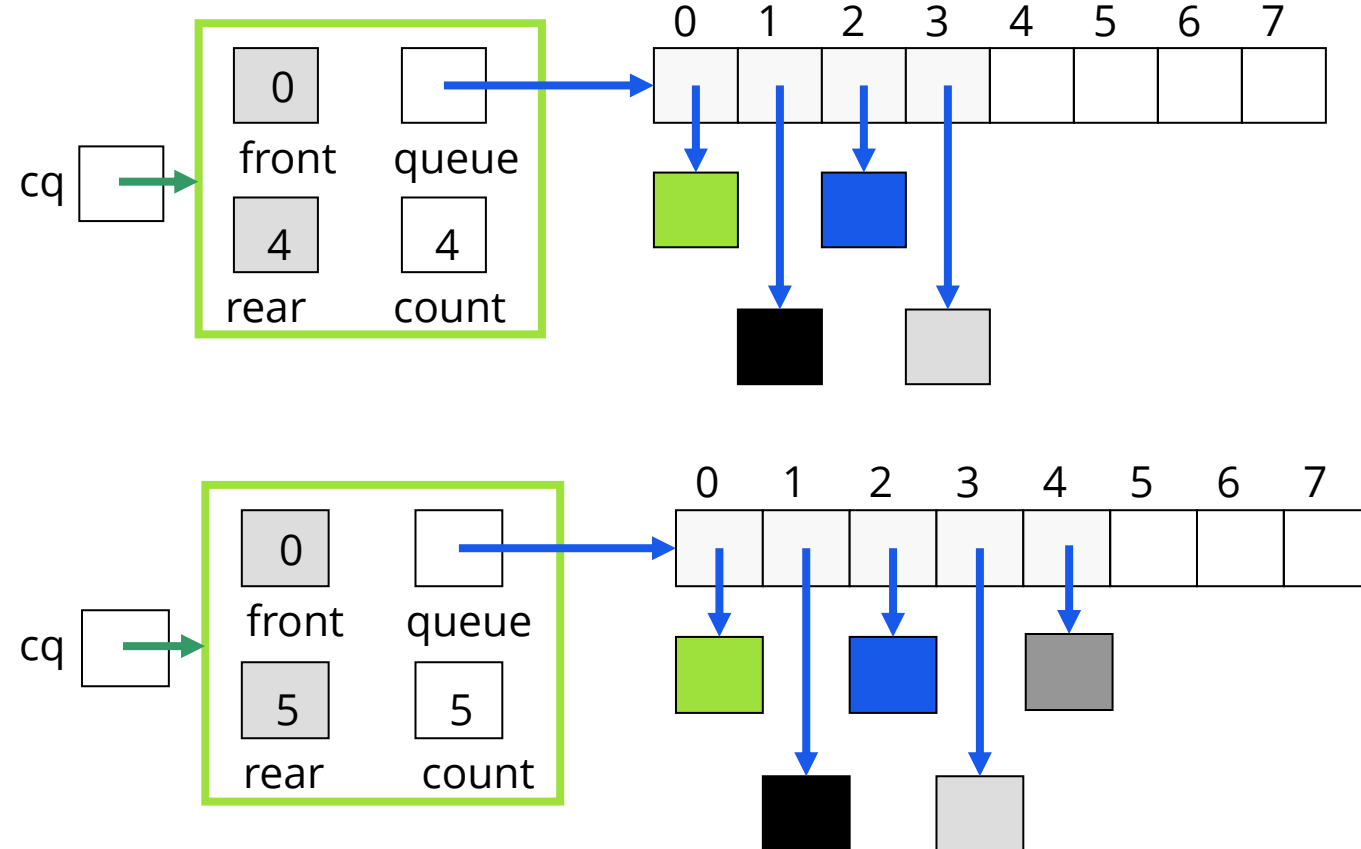 0 1 2 3 4 5 6 7
0
front queue
cq
4 4
rear count
0 1 2 3 4 5 6 7
0
front queue
cq
5 5
rear count